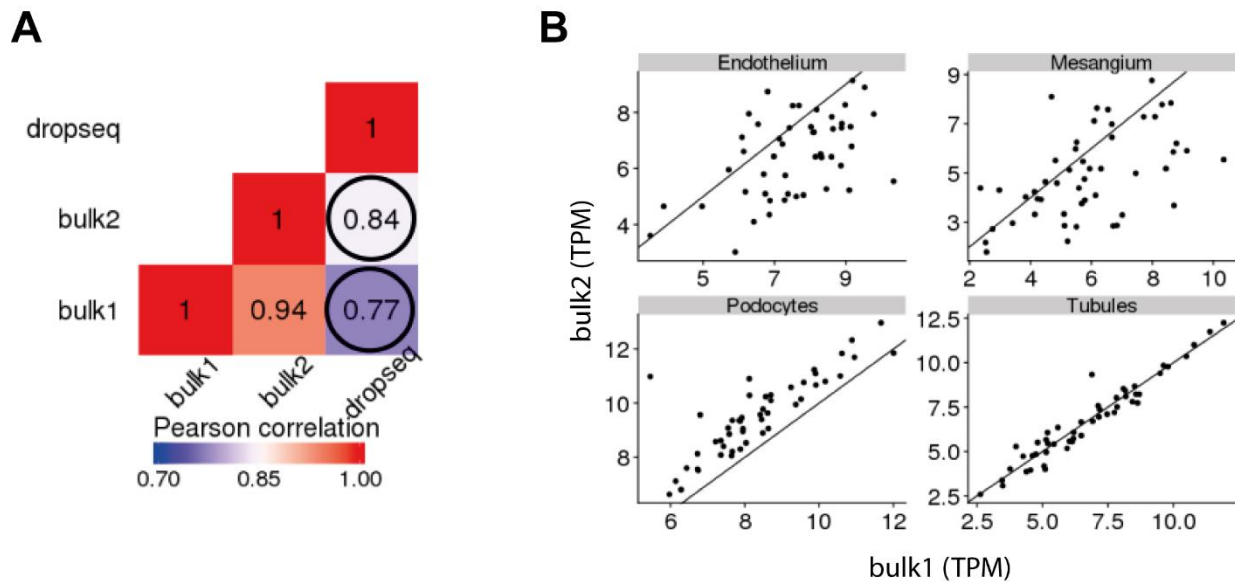 A
dropseq
1
bulk2
1
0.84
bulk1
1
0.94
0.77
bulk1
bulk2
dropseq
Pearson correlation
0.70
0.85
1.00
B
bulk2 (TPM)
Endothelium
8
6
4
5
7
9
Mesangium
9
7
5
3
2
4
6
8
10
Podocytes
12
10
8
6
8
10
12
Tubules
12.5
10.0
7.5
5.0
2.5
2.5
5.0
7.5
10.0
bulk1 (TPM)